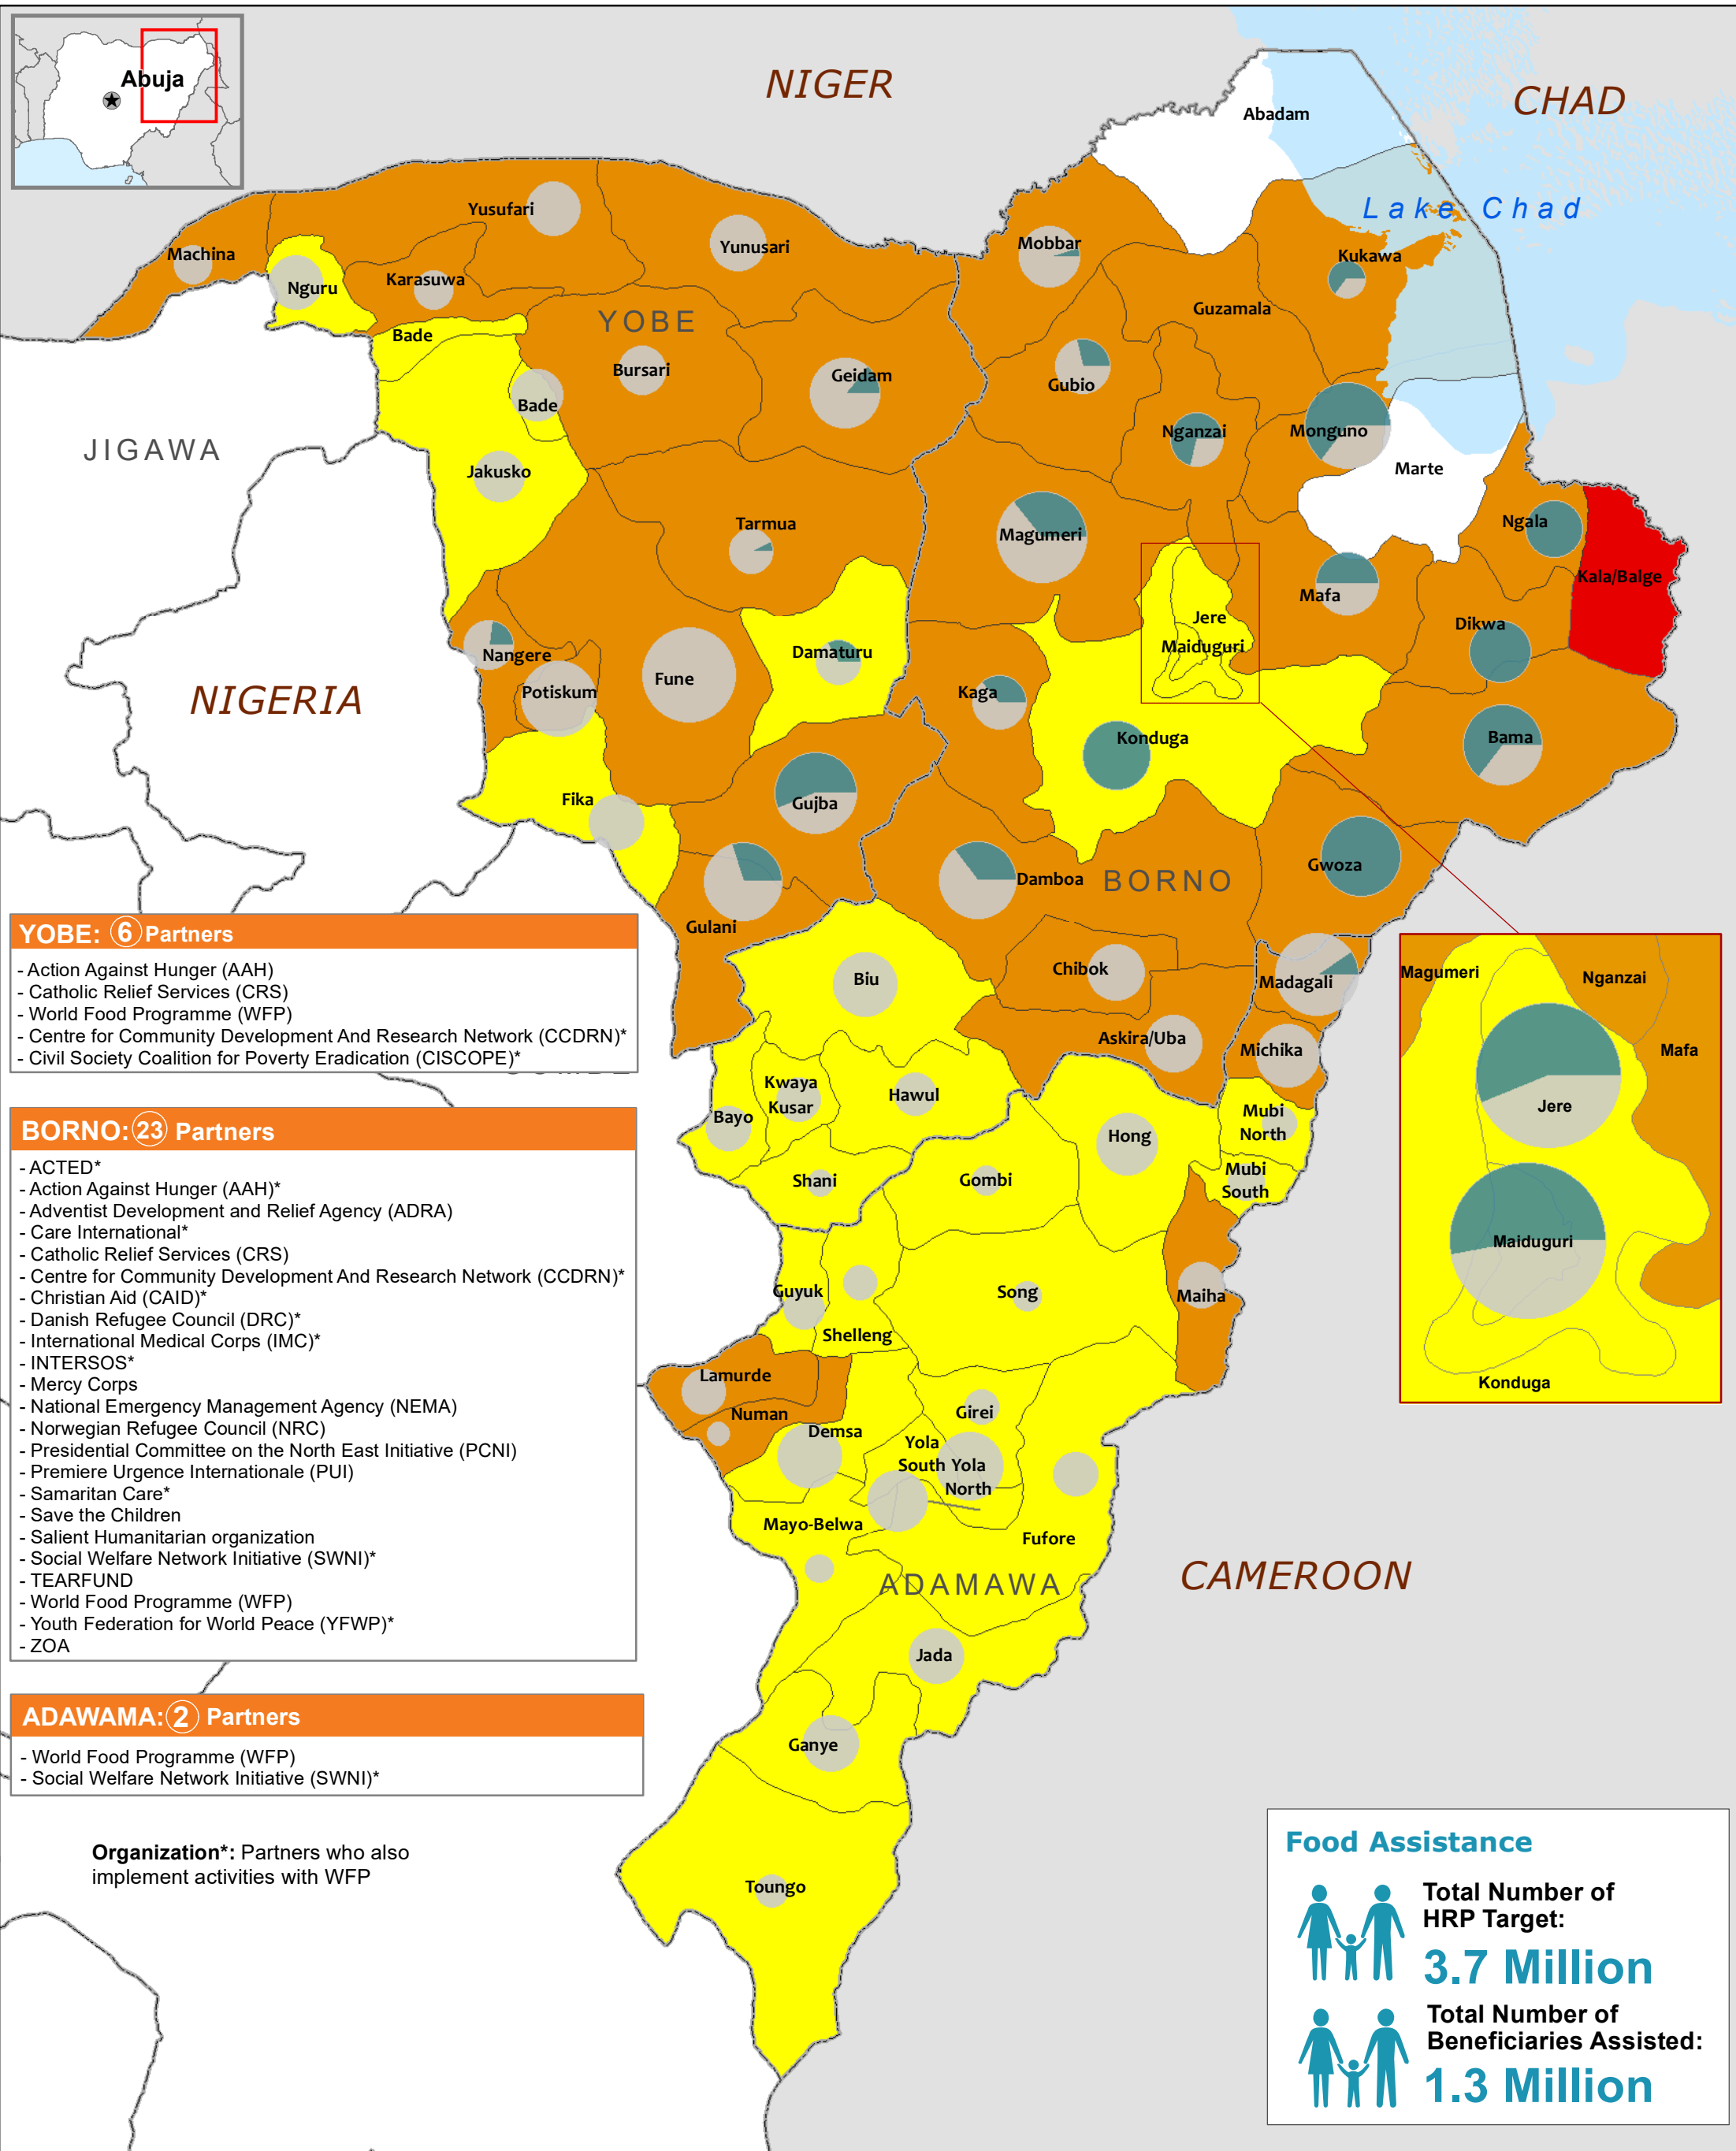 Abuja
NIGER
CHAD
Abadam
Lake Chad
Yusufari
Machina
Yunusari
Mobbar
Kukawa
Nguru
Karasuwa
Guzamala
YOBE
Bade
Bursari
Geidam
Gubio
Bade
Nganzai
Monguno
JIGAWA
Jakusko
Marte
Tarmua
Magumeri
Ngala
Kala/Balge
Mafa
Jere
Dikwa
Maiduguri
Nangere
Damaturu
Fune
Potiskum
Kaga
NIGERIA
Konduga
Bama
Fika
Gujba
Gwoza
Damboa
BORNO
Gulani
Chibok
Biu
Madagali
Askira/Uba
Michika
Kwaya
Kusar
Hawul
Bayo
Mubi
North
Hong
Mubi
South
Shani
Gombi
Guyuk
Song
Maiha
Shelleng
Lamurde
Numan
Girei
Demsa
Yola
South
Yola
North
Mayo-Belwa
Fufore
ADAMAWA
CAMEROON
Jada
Ganye
Toungo
Magumeri
Nganzai
Mafa
Jere
Maiduguri
Konduga
YOBE: 6 Partners
- Action Against Hunger (AAH)
- Catholic Relief Services (CRS)
- World Food Programme (WFP)
- Centre for Community Development And Research Network (CCDRN)*
- Civil Society Coalition for Poverty Eradication (CISCOPE)*
BORNO: 23 Partners
- ACTED*
- Action Against Hunger (AAH)*
- Adventist Development and Relief Agency (ADRA)
- Care International*
- Catholic Relief Services (CRS)
- Centre for Community Development And Research Network (CCDRN)*
- Christian Aid (CAID)*
- Danish Refugee Council (DRC)*
- International Medical Corps (IMC)*
- INTERSOS*
- Mercy Corps
- National Emergency Management Agency (NEMA)
- Norwegian Refugee Council (NRC)
- Presidential Committee on the North East Initiative (PCNI)
- Premiere Urgence Internationale (PUI)
- Samaritan Care*
- Save the Children
- Salient Humanitarian organization
- Social Welfare Network Initiative (SWNI)*
- TEARFUND
- World Food Programme (WFP)
- Youth Federation for World Peace (YFWP)*
- ZOA
ADAWAMA: 2 Partners
- World Food Programme (WFP)
- Social Welfare Network Initiative (SWNI)*
Organization*: Partners who also
implement activities with WFP
Food Assistance
Total Number of
HRP Target:
3.7 Million
Total Number of
Beneficiaries Assisted:
1.3 Million